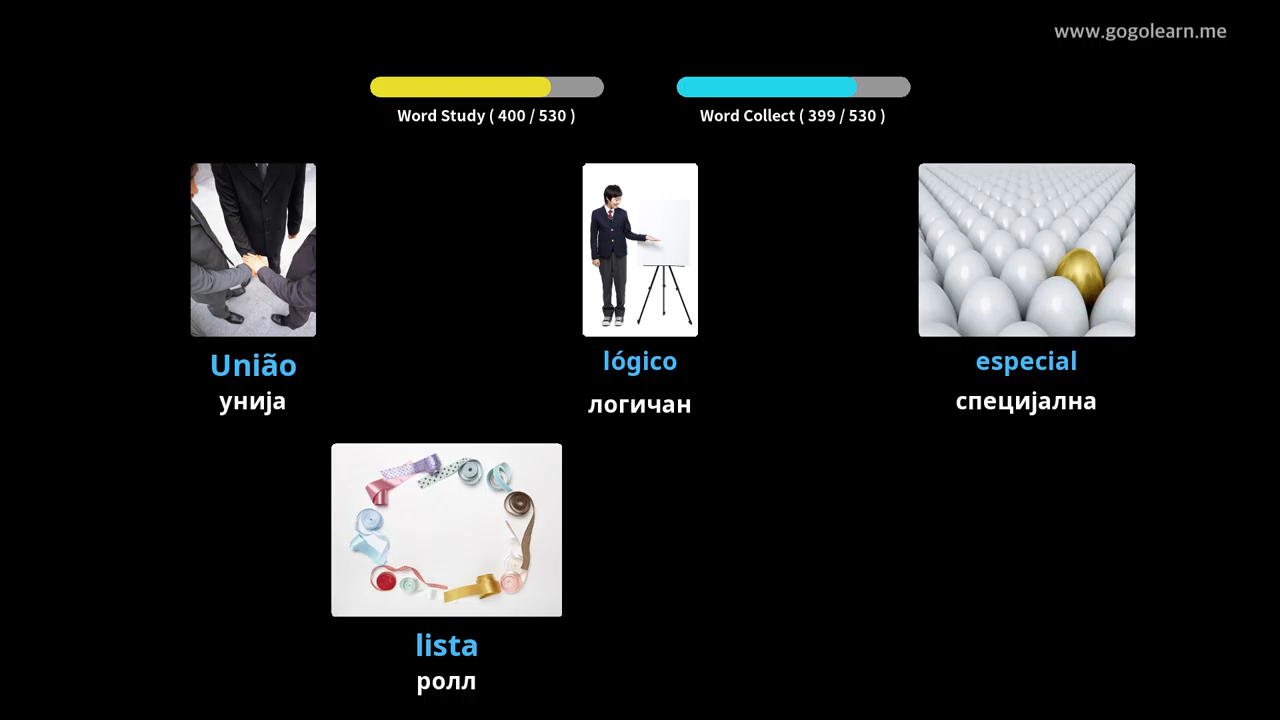 www.gogolearn.me
Word Study ( 400 / 530 )
Word Collect ( 399 / 530 )
União
унија
lógico
логичан
especial
специјална
lista
ролл